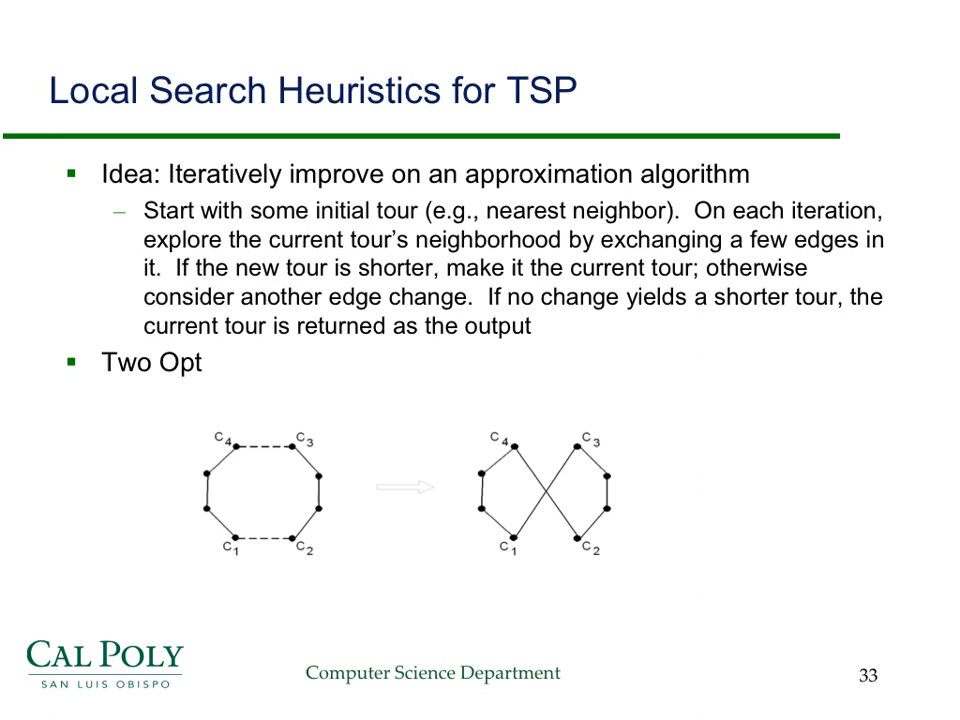 Local Search Heuristics for TSP
▪ Idea: Iteratively improve on an approximation algorithm
– Start with some initial tour (e.g., nearest neighbor).  On each iteration,
explore the current tour’s neighborhood by exchanging a few edges in
it.  If the new tour is shorter, make it the current tour; otherwise
consider another edge change.  If no change yields a shorter tour, the
current tour is returned as the output
▪ Two Opt
C4 C3 C4 C3
C1 C2 C1 C2
CAL POLY
SAN LUIS OBISPO
Computer Science Department
33